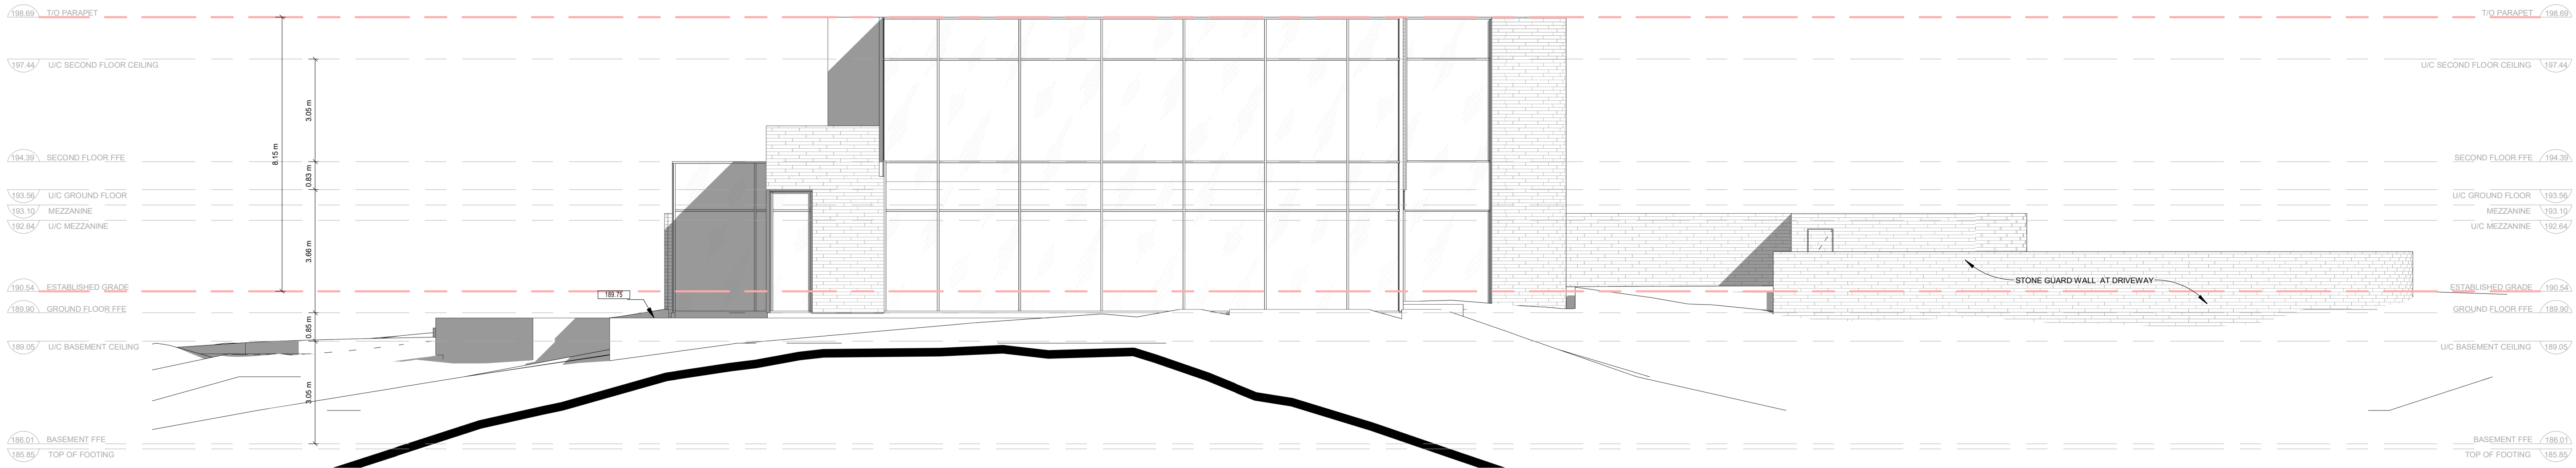 198.69 T/O PARAPET
T/O PARAPET 198.69
197.44 U/C SECOND FLOOR CEILING
U/C SECOND FLOOR CEILING 197.44
3.05 m
8.15 m
194.39 SECOND FLOOR FFE
SECOND FLOOR FFE 194.39
0.83 m
193.56 U/C GROUND FLOOR
U/C GROUND FLOOR 193.56
193.10 MEZZANINE
MEZZANINE 193.10
192.64 U/C MEZZANINE
U/C MEZZANINE 192.64
3.66 m
STONE GUARD WALL AT DRIVEWAY
190.54 ESTABLISHED GRADE
ESTABLISHED GRADE 190.54
189.75
189.90 GROUND FLOOR FFE
GROUND FLOOR FFE 189.90
0.85 m
189.05 U/C BASEMENT CEILING
U/C BASEMENT CEILING 189.05
3.05 m
186.01 BASEMENT FFE
BASEMENT FFE 186.01
185.85 TOP OF FOOTING
TOP OF FOOTING 185.85